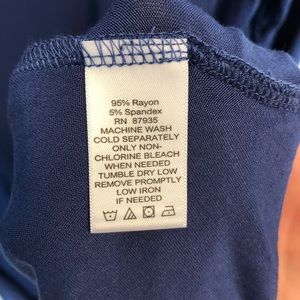 95% Rayon
5% Spandex
RN 87935
MACHINE WASH
COLD SEPARATELY
ONLY NON-
CHLORINE BLEACH
WHEN NEEDED
TUMBLE DRY LOW
REMOVE PROMPTLY
LOW IRON
IF NEEDED